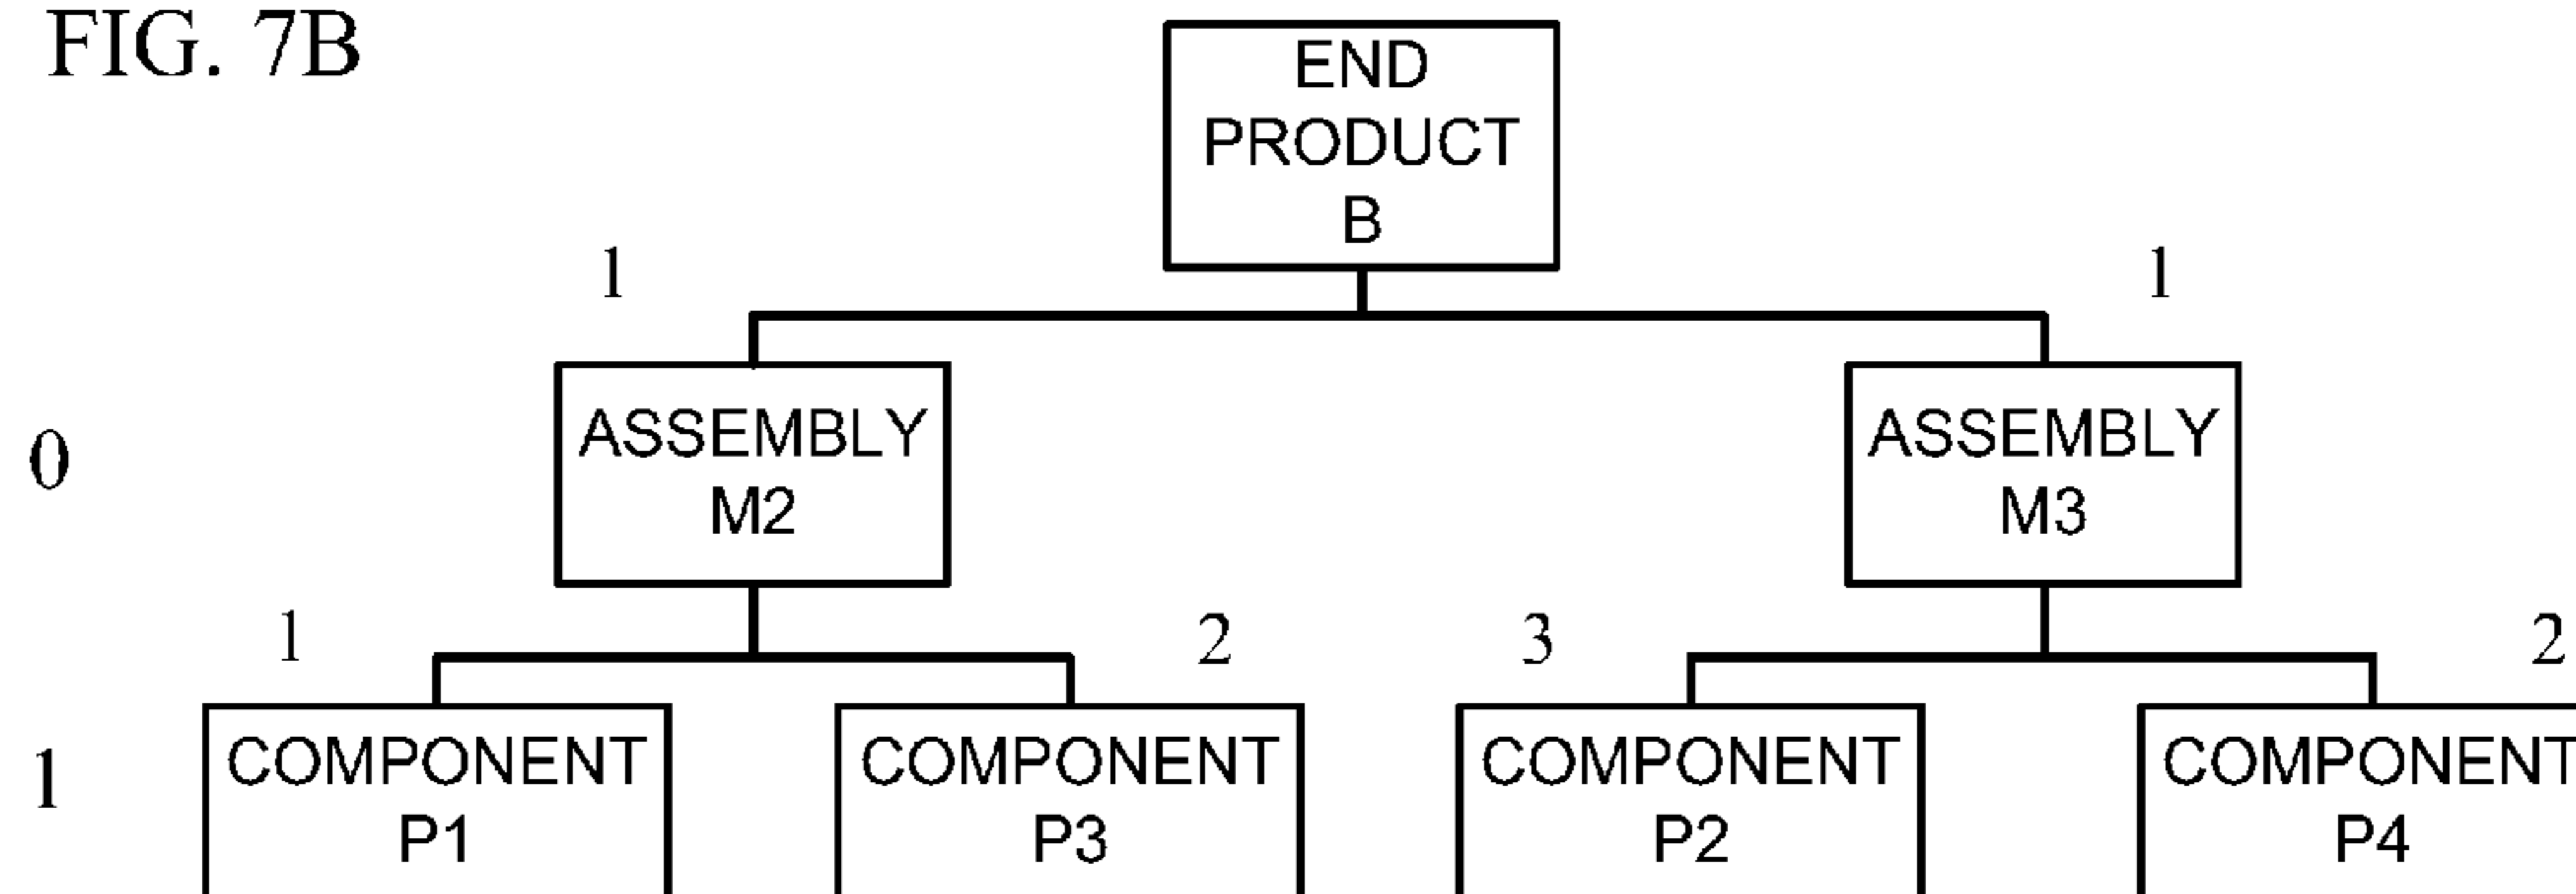 FIG. 7B
END
PRODUCT
B
1
1
0
ASSEMBLY
M2
ASSEMBLY
M3
1
2
3
2
1
COMPONENT
P1
COMPONENT
P3
COMPONENT
P2
COMPONENT
P4